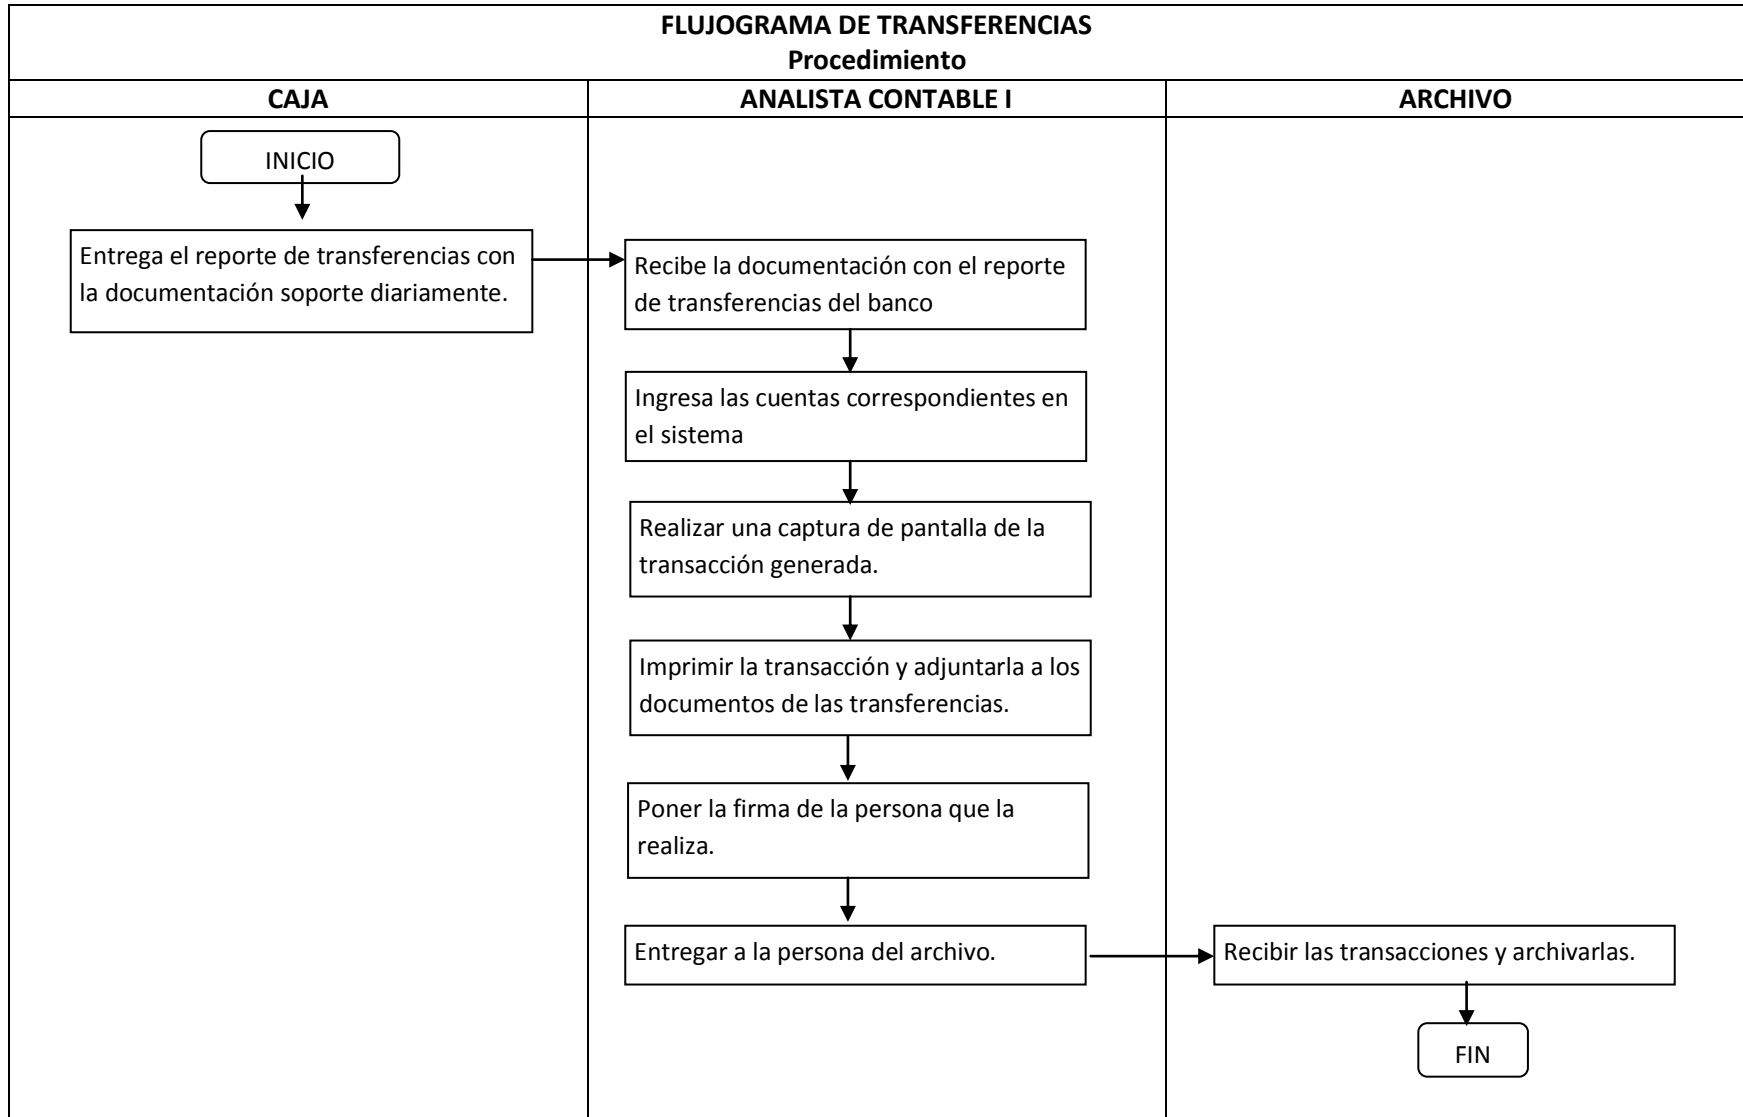 FLUJOGRAMA DE TRANSFERENCIAS
Procedimiento
CAJA
ANALISTA CONTABLE I
ARCHIVO
INICIO
Entrega el reporte de transferencias con
la documentación soporte diariamente.
Recibe la documentación con el reporte
de transferencias del banco
Ingresa las cuentas correspondientes en
el sistema
Realizar una captura de pantalla de la
transacción generada.
Imprimir la transacción y adjuntarla a los
documentos de las transferencias.
Poner la firma de la persona que la
realiza.
Entregar a la persona del archivo.
Recibir las transacciones y archivarlas.
FIN